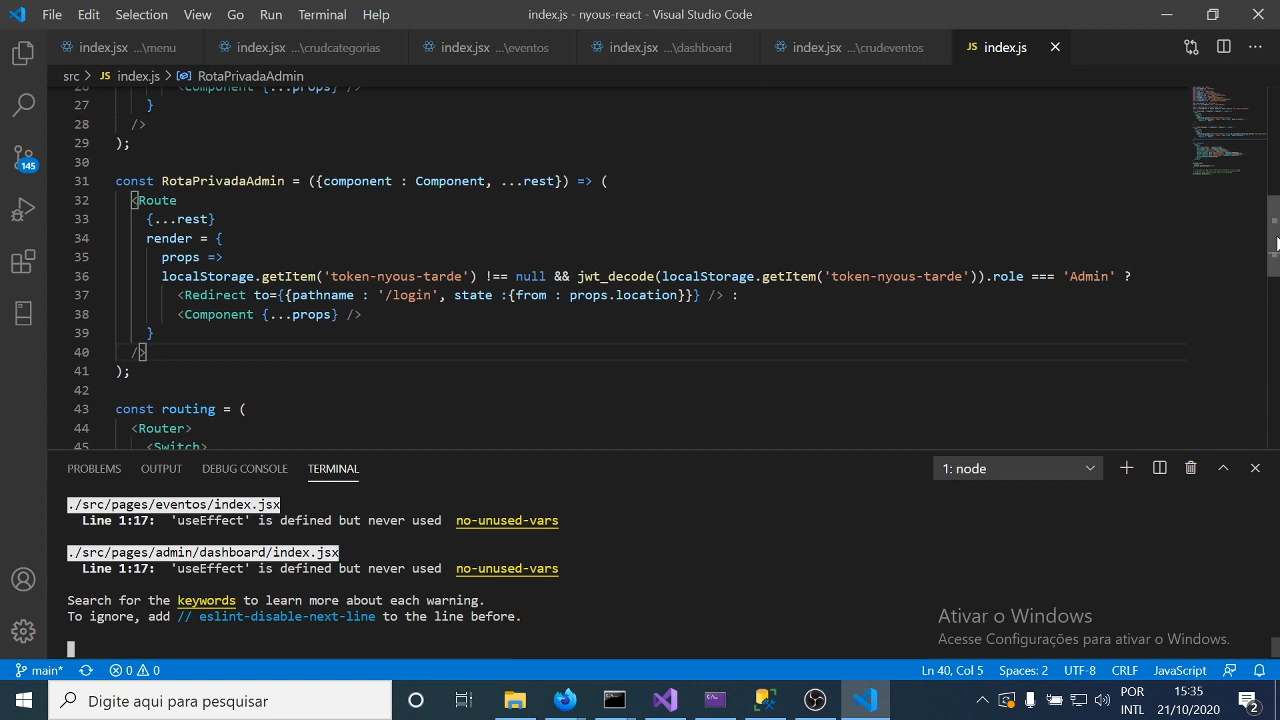 File Edit Selection View Go Run Terminal Help index.js - nyous-react - Visual Studio Code
index.jsx ...\menu index.jsx ...\crudcategorias index.jsx ...\eventos index.jsx ...\dashboard index.jsx ...\crudeventos JS index.js
src > JS index.js > RotaPrivadaAdmin
26 <Component {...props} />
27 }
28 />
29 );
30
31 const RotaPrivadaAdmin = ({component : Component, ...rest}) => (
32 <Route
33 {...rest}
34 render = {
35 props =>
36 localStorage.getItem('token-nyous-tarde') !== null && jwt_decode(localStorage.getItem('token-nyous-tarde')).role === 'Admin' ?
37 <Redirect to={{pathname : '/login', state :{from : props.location}}} /> :
38 <Component {...props} />
39 }
40 />
41 );
42
43 const routing = (
44 <Router>
45 <Switch>
145
PROBLEMS OUTPUT DEBUG CONSOLE TERMINAL 1: node
./src/pages/eventos/index.jsx
Line 1:17: 'useEffect' is defined but never used no-unused-vars
./src/pages/admin/dashboard/index.jsx
Line 1:17: 'useEffect' is defined but never used no-unused-vars
Search for the keywords to learn more about each warning.
To ignore, add // eslint-disable-next-line to the line before.
Ativar o Windows
Acesse Configurações para ativar o Windows.
main* 0 0 Ln 40, Col 5 Spaces: 2 UTF-8 CRLF JavaScript
Digite aqui para pesquisar POR 15:35
INTL 21/10/2020 2